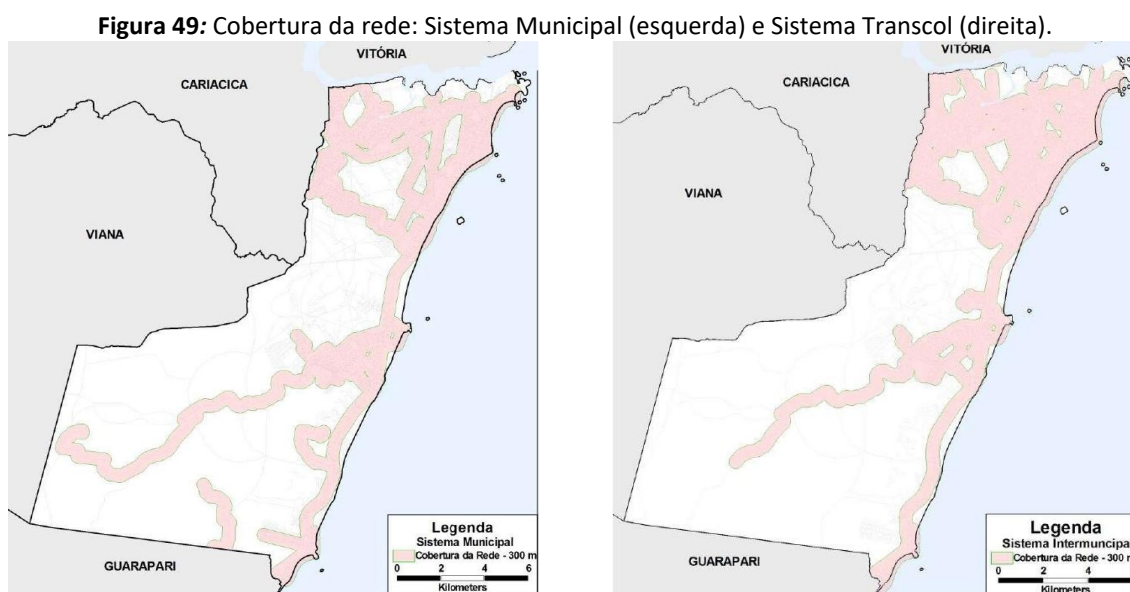 Figura 49: Cobertura da rede: Sistema Municipal (esquerda) e Sistema Transcol (direita).
VITÓRIA
CARIACICA
VIANA
GUARAPARI
Legenda
Sistema Municipal
Cobertura da Rede - 300 m
0 2 4 6
Kilometers
VITÓRIA
CARIACICA
VIANA
GUARAPARI
Legenda
Sistema Intermuncipal
Cobertura da Rede - 300 m
0 2 4
Kilometers